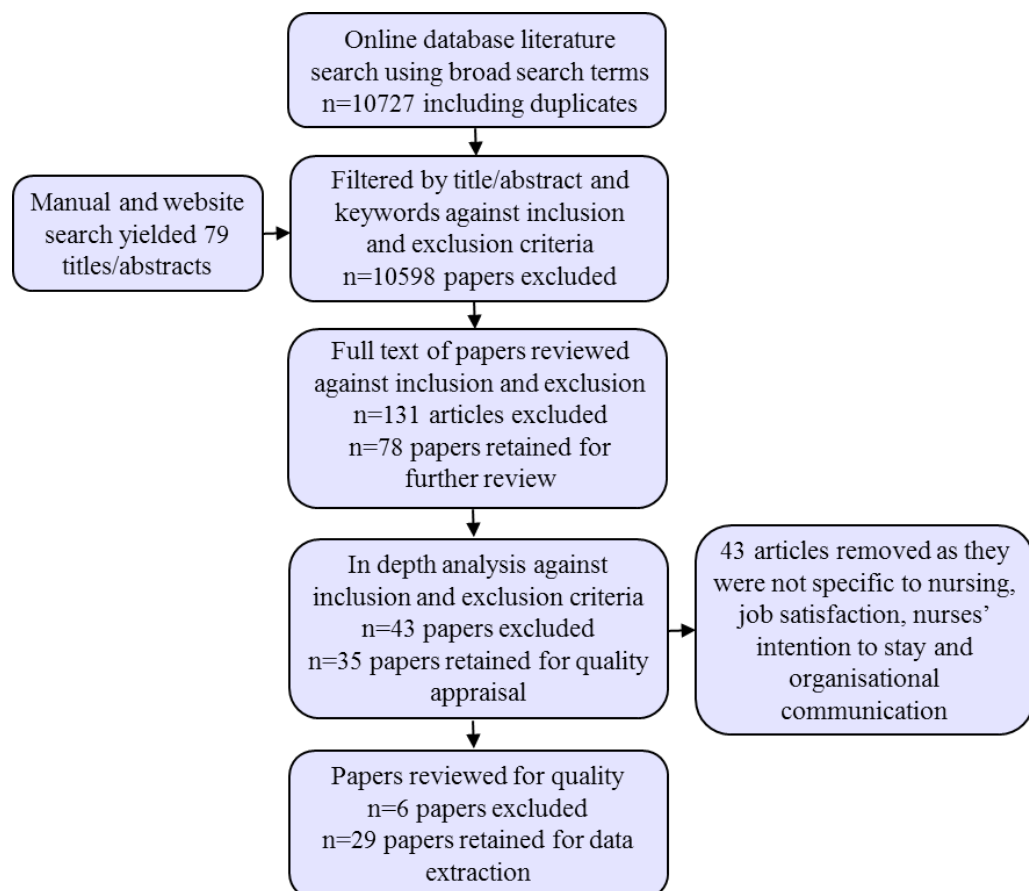 Online database literature
search using broad search terms
n=10727 including duplicates
Manual and website
search yielded 79
titles/abstracts
Filtered by title/abstract and
keywords against inclusion
and exclusion criteria
n=10598 papers excluded
Full text of papers reviewed
against inclusion and exclusion
n=131 articles excluded
n=78 papers retained for
further review
In depth analysis against
inclusion and exclusion criteria
n=43 papers excluded
n=35 papers retained for quality
appraisal
43 articles removed as they
were not specific to nursing,
job satisfaction, nurses’
intention to stay and
organisational
communication
Papers reviewed for quality
n=6 papers excluded
n=29 papers retained for data
extraction